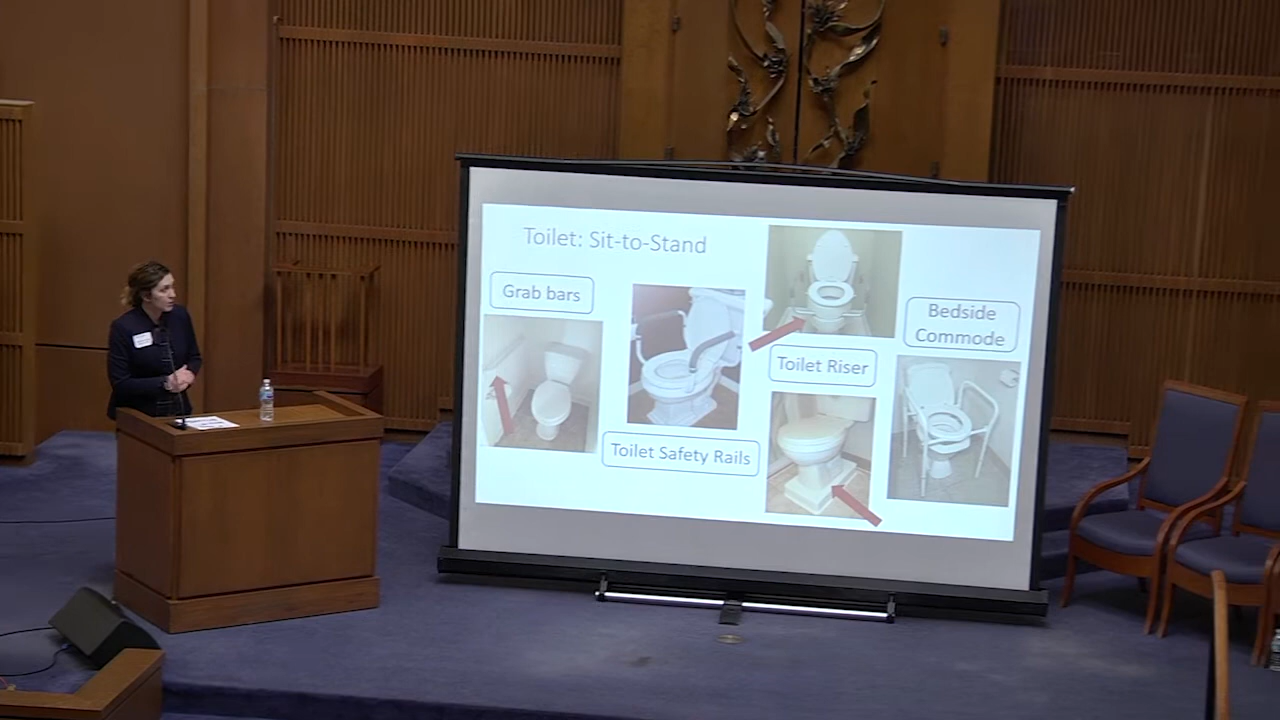 Toilet: Sit-to-Stand
Grab bars
Toilet Safety Rails
Toilet Riser
Bedside
Commode